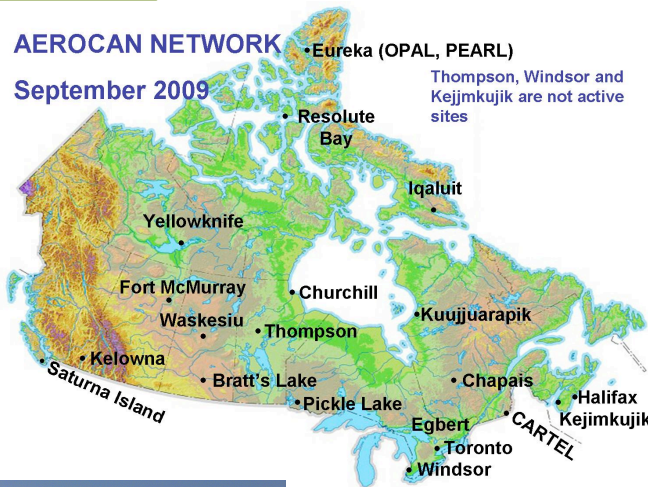 AEROCAN NETWORK
September 2009
Eureka (OPAL, PEARL)
Thompson, Windsor and
Kejjmkujik are not active
sites
Resolute
Bay
Iqaluit
Yellowknife
Fort McMurray
Churchill
Waskesiu
Thompson
Kuujjuarapik
Kelowna
Saturna Island
Bratt's Lake
Chapais
Pickle Lake
Halifax
Kejimkujik
Egbert
CARTEL
Toronto
Windsor